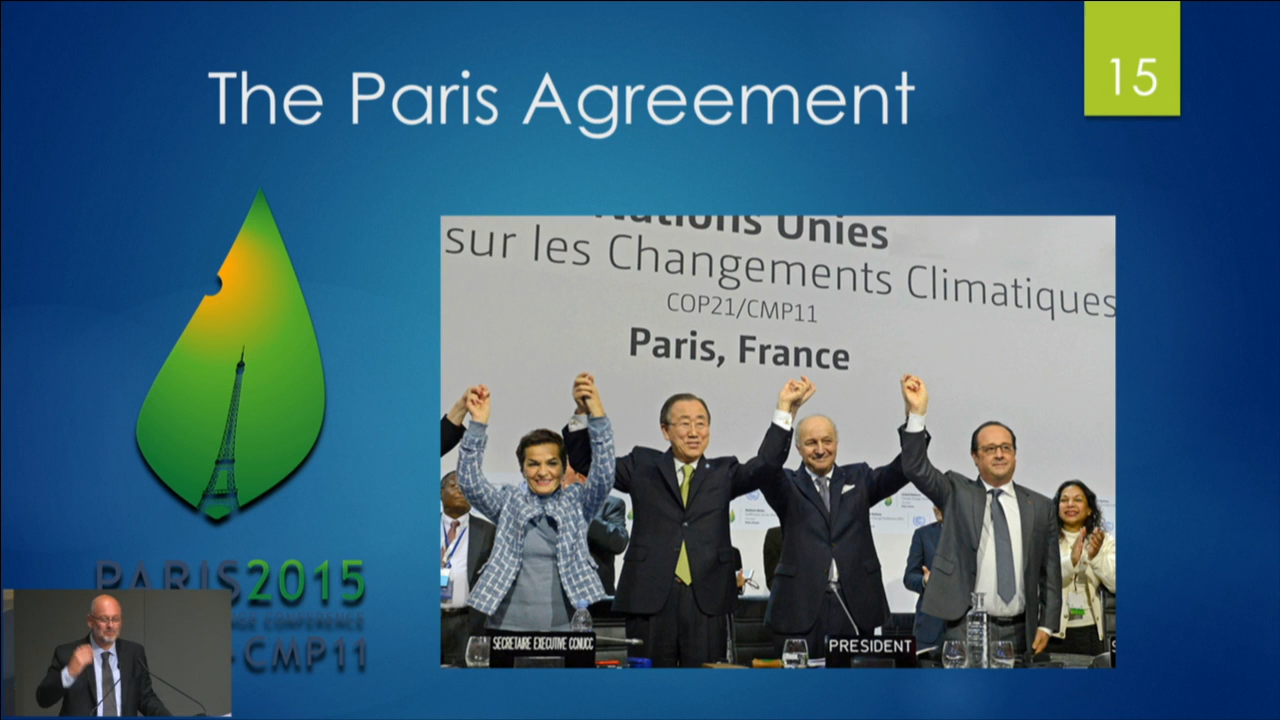 The Paris Agreement
15
Nations Unies
sur les Changements Climatiques
COP21/CMP11
Paris, France
SECRETAIRE EXECUTIVE CCNUCC
PRESIDENT
PARIS2015
CONFERENCE
CMP11